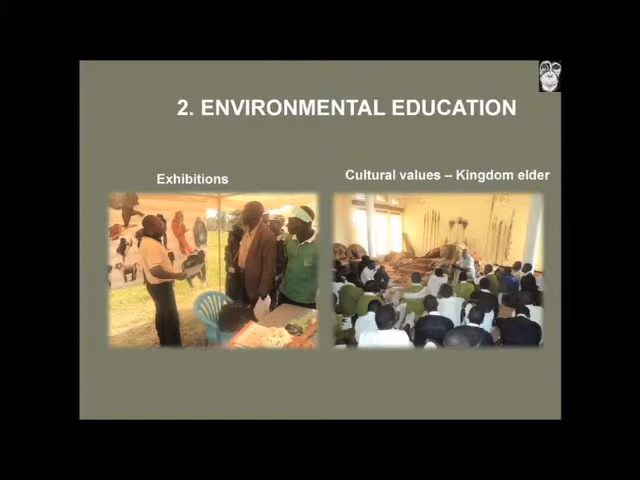 2. ENVIRONMENTAL EDUCATION
Exhibitions
Cultural values – Kingdom elder